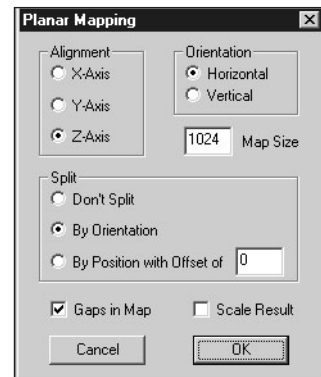 Planar Mapping
Alignment
X-Axis
Y-Axis
Z-Axis
Orientation
Horizontal
Vertical
1024 Map Size
Split
Don't Split
By Orientation
By Position with Offset of 0
Gaps in Map
Scale Result
Cancel
OK